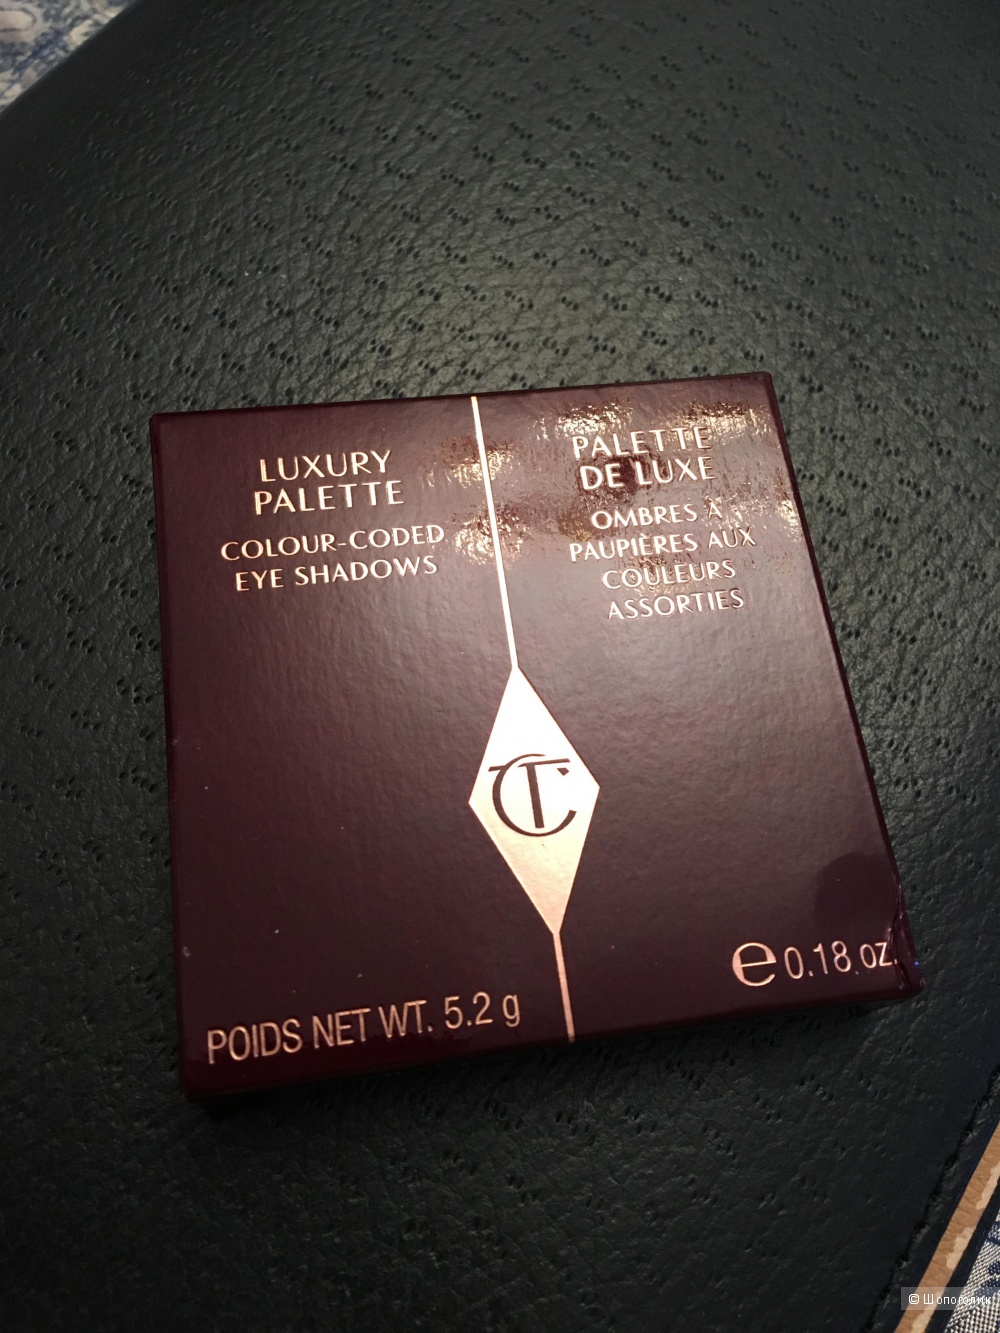 LUXURY
PALETTE
COLOUR-CODED
EYE SHADOWS
PALETTE
DE LUXE
OMBRES À
PAUPIÈRES AUX
COULEURS
ASSORTIES
CT
POIDS NET WT. 5.2 g
e 0.18 oz.
© Шопоголик